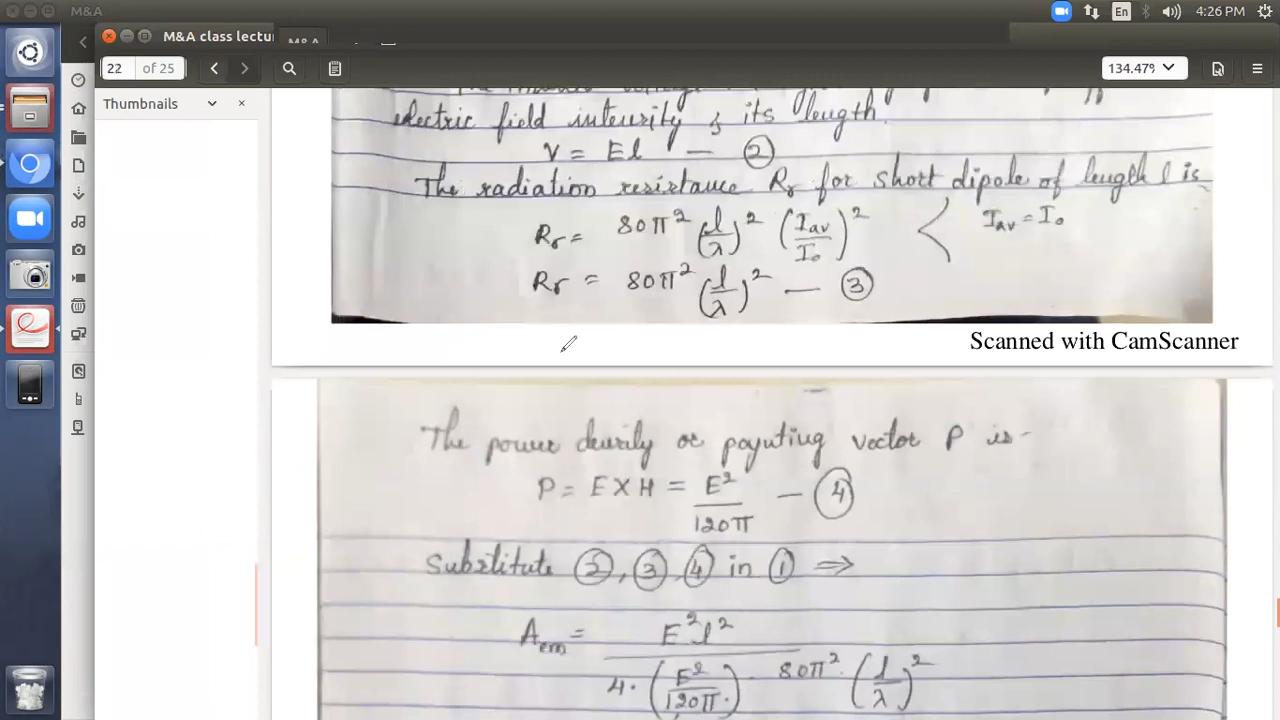 M&A
En
4:26 PM
M&A class lectur
M&A
22 of 25
134.47%
Thumbnails
electric field intensity & its length.
V = El — ②
The radiation resistance Rr for short dipole of length l is
Rr = 80π² (l/λ)² (Iav/I₀)² < Iav = I₀
Rr = 80π² (l/λ)² — ③
Scanned with CamScanner
The power density or poynting vector P is -
P = E X H = E²/120π — ④
Substitute ②, ③, ④ in ① ⇒
Aem = E²l² / 4·(E²/120π)· 80π²·(l/λ)²